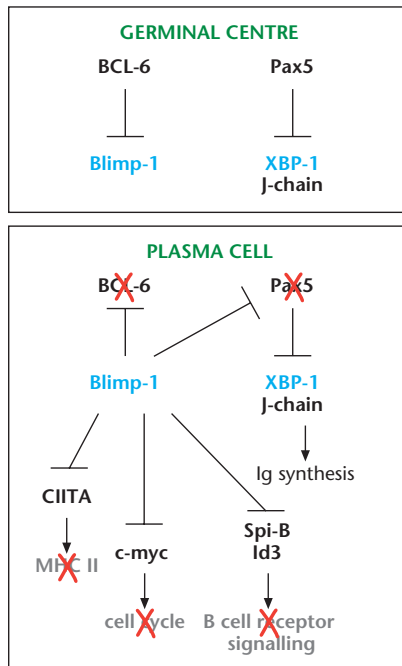 GERMINAL CENTRE
BCL-6 Pax5
Blimp-1 XBP-1
J-chain
PLASMA CELL
BCL-6 Pax5
Blimp-1 XBP-1
J-chain
Ig synthesis
CIITA
Spi-B
c-myc Id3
MHC II
cell cycle B cell receptor
signalling